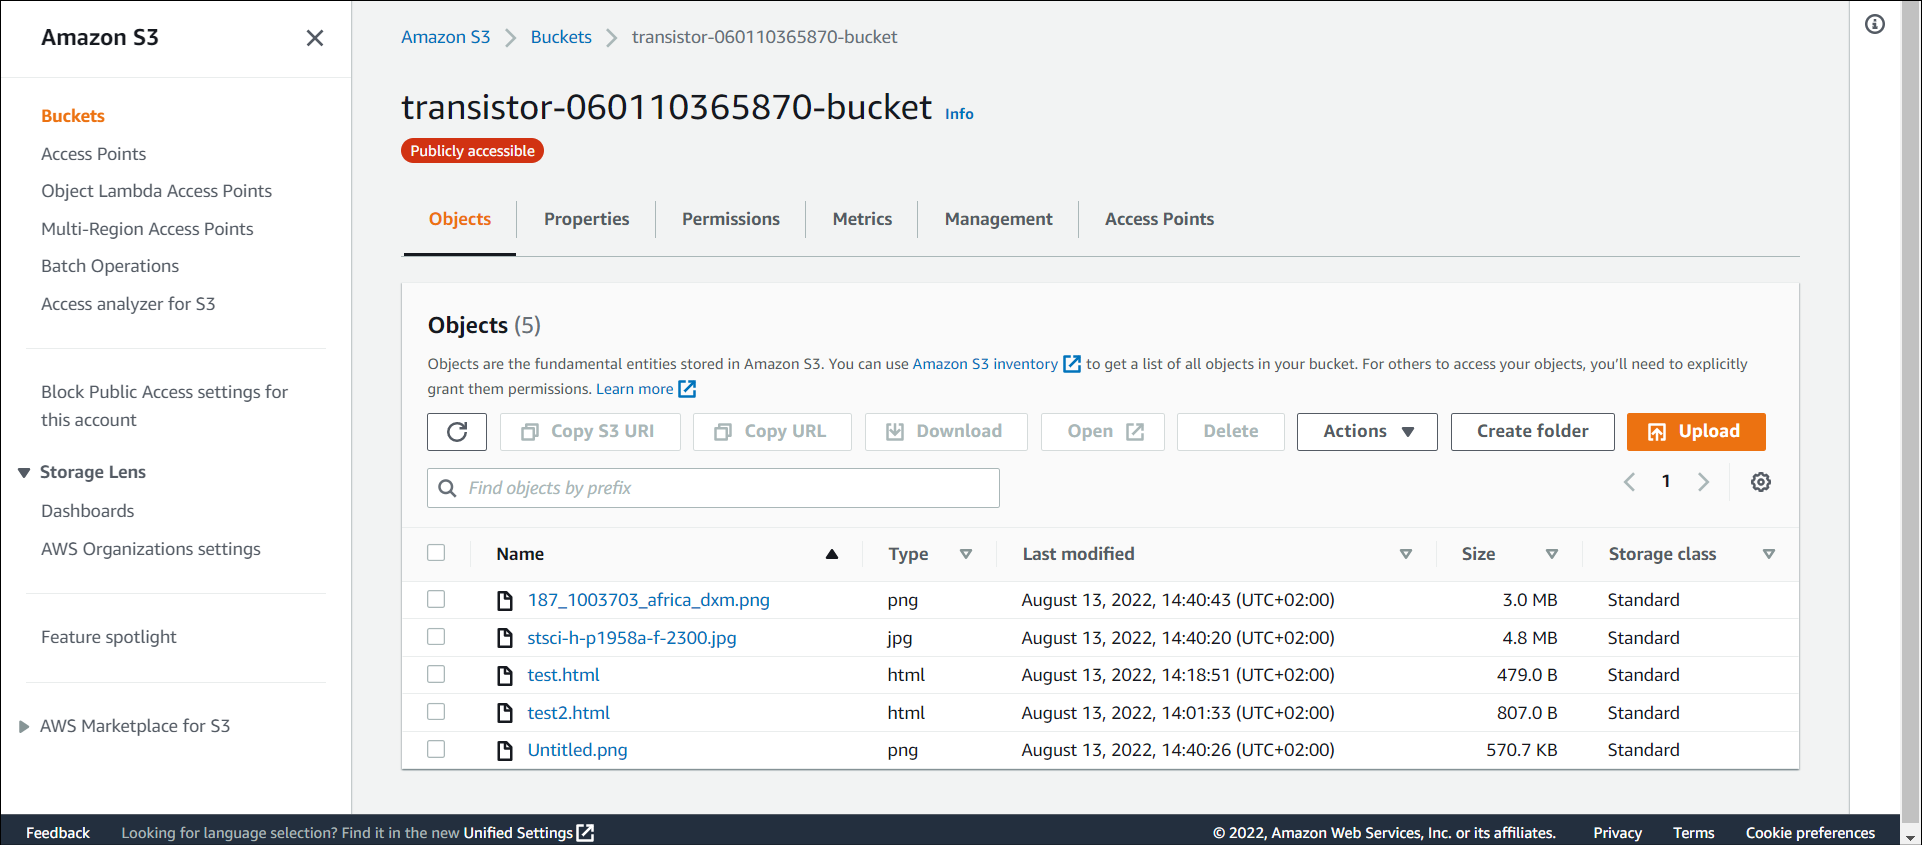 Amazon S3
Buckets
Access Points
Object Lambda Access Points
Multi-Region Access Points
Batch Operations
Access analyzer for S3
Block Public Access settings for
this account
Storage Lens
Dashboards
AWS Organizations settings
Feature spotlight
AWS Marketplace for S3
Amazon S3 Buckets transistor-060110365870-bucket
transistor-060110365870-bucket Info
Publicly accessible
Objects Properties Permissions Metrics Management Access Points
Objects (5)
Objects are the fundamental entities stored in Amazon S3. You can use Amazon S3 inventory to get a list of all objects in your bucket. For others to access your objects, you'll need to explicitly
grant them permissions. Learn more
Copy S3 URI Copy URL Download Open Delete Actions Create folder Upload
Find objects by prefix 1
Name Type Last modified Size Storage class
187_1003703_africa_dxm.png png August 13, 2022, 14:40:43 (UTC+02:00) 3.0 MB Standard
stsci-h-p1958a-f-2300.jpg jpg August 13, 2022, 14:40:20 (UTC+02:00) 4.8 MB Standard
test.html html August 13, 2022, 14:18:51 (UTC+02:00) 479.0 B Standard
test2.html html August 13, 2022, 14:01:33 (UTC+02:00) 807.0 B Standard
Untitled.png png August 13, 2022, 14:40:26 (UTC+02:00) 570.7 KB Standard
Feedback Looking for language selection? Find it in the new Unified Settings © 2022, Amazon Web Services, Inc. or its affiliates. Privacy Terms Cookie preferences